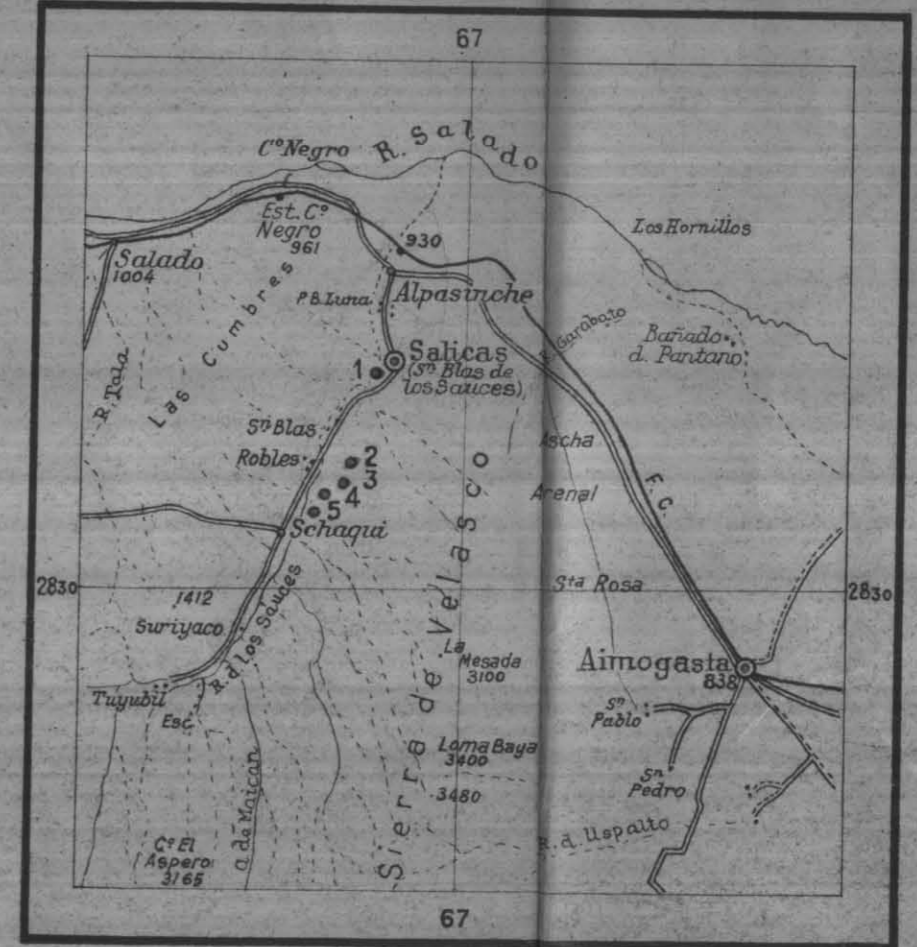 67
R. Salado
Cº Negro
Est. Cº
Negro
961
Los Hornillos
930
Salado
1004
Las Cumbres
P.B. Luna
Alpasinche
R. Garabato
Bañado
d. Pantano
R. Tala
Salicas
(Sⁿ Blas de
los Sauces)
1
Sⁿ Blas
Robles
2
3
4
5
Ascha
Arenal
F.C.
Schaqui
2830
2830
Sᵗᵃ Rosa
1412
Suriyaco
R. d los Sauces
Sierra de Velasco
La
Mesada
3100
Aimogasta
838
Tuyubil
Esc.
Sⁿ
Pablo
Loma Baya
3400
3480
Sⁿ
Pedro
R. d. Uspalto
Cº El
Aspero
3165
67